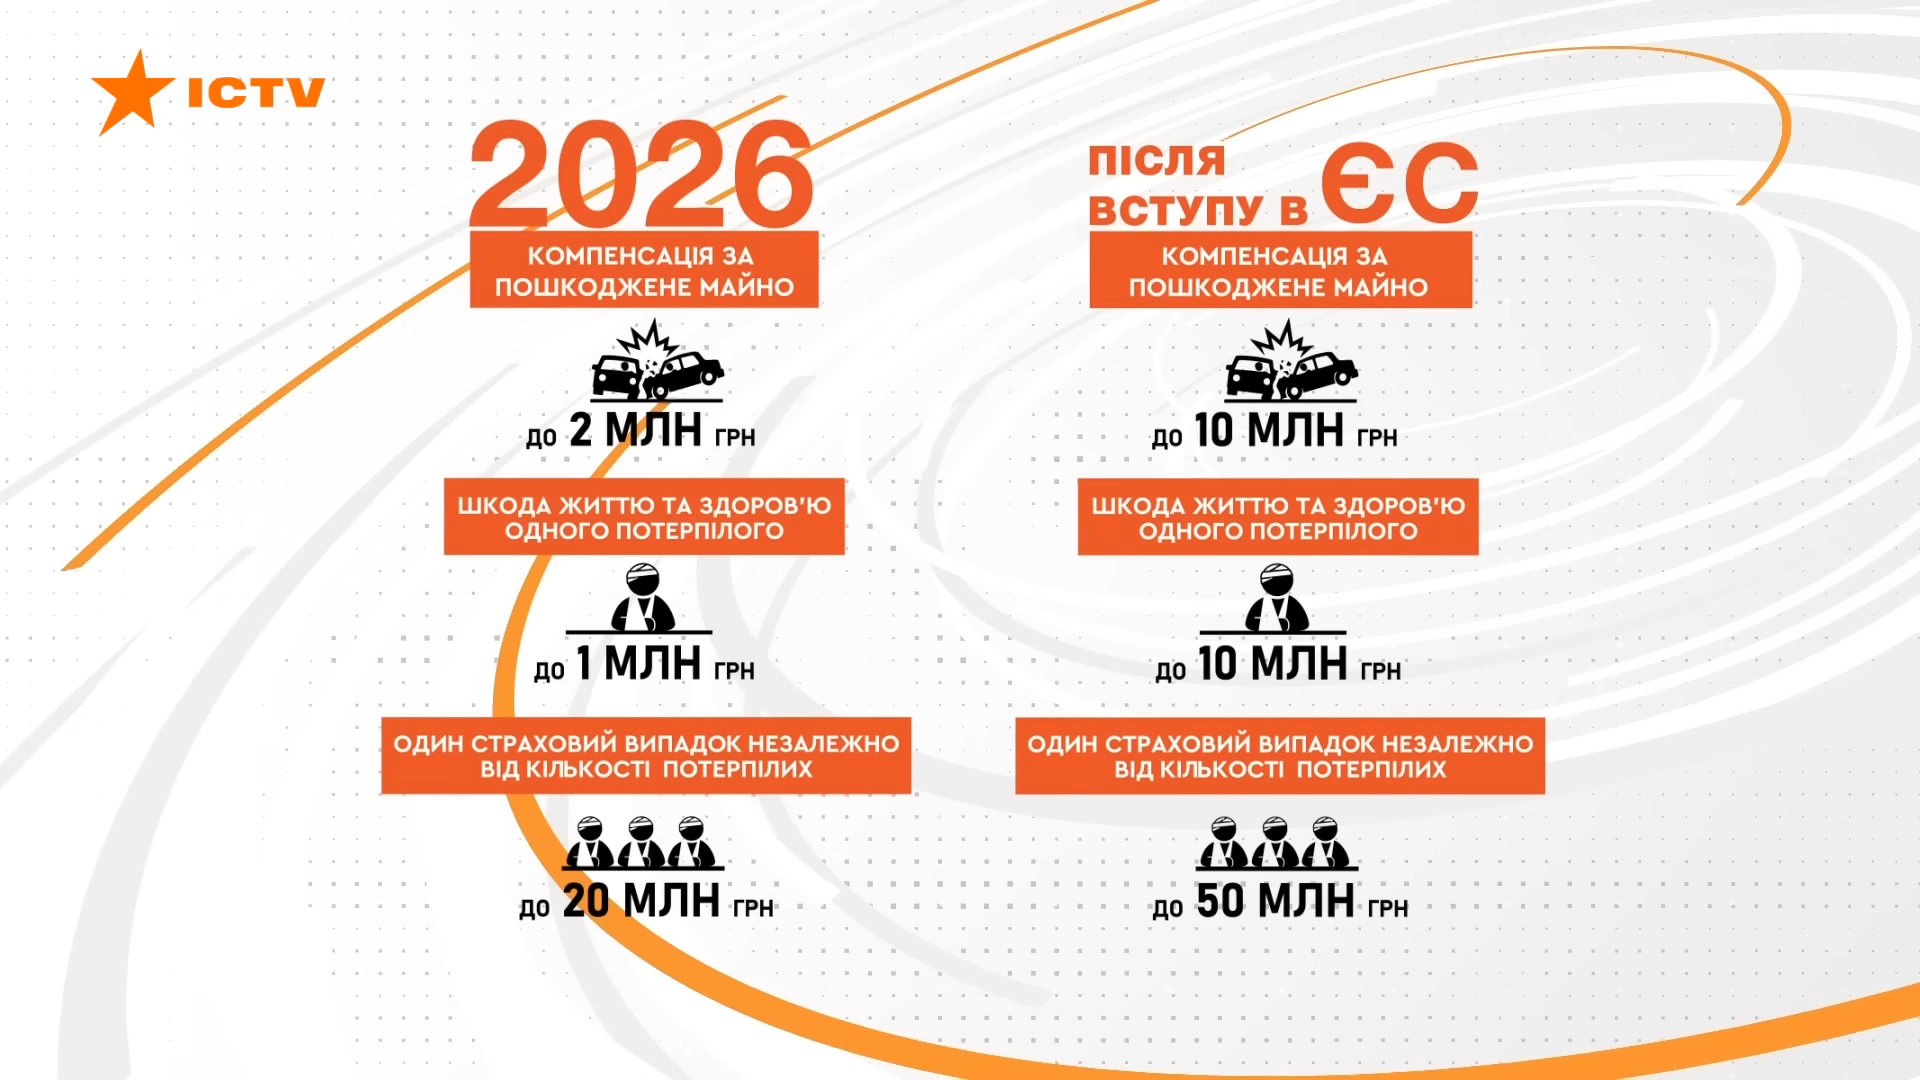 ICTV
2026
КОМПЕНСАЦІЯ ЗА
ПОШКОДЖЕНЕ МАЙНО
ДО 2 МЛН ГРН
ШКОДА ЖИТТЮ ТА ЗДОРОВ'Ю
ОДНОГО ПОТЕРПІЛОГО
ДО 1 МЛН ГРН
ОДИН СТРАХОВИЙ ВИПАДОК НЕЗАЛЕЖНО
ВІД КІЛЬКОСТІ ПОТЕРПІЛИХ
ДО 20 МЛН ГРН
ПІСЛЯ
ВСТУПУ В ЄС
КОМПЕНСАЦІЯ ЗА
ПОШКОДЖЕНЕ МАЙНО
ДО 10 МЛН ГРН
ШКОДА ЖИТТЮ ТА ЗДОРОВ'Ю
ОДНОГО ПОТЕРПІЛОГО
ДО 10 МЛН ГРН
ОДИН СТРАХОВИЙ ВИПАДОК НЕЗАЛЕЖНО
ВІД КІЛЬКОСТІ ПОТЕРПІЛИХ
ДО 50 МЛН ГРН